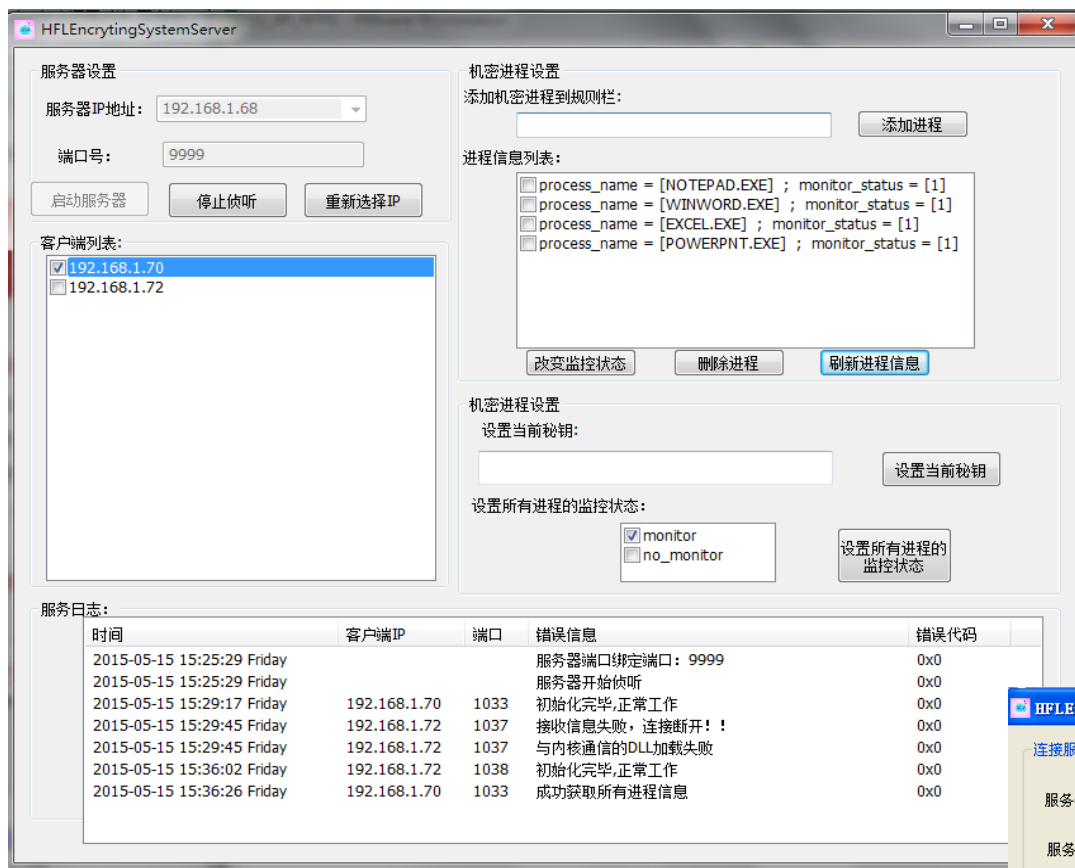 HFLEncrytingSystemServer
服务器设置
服务器IP地址： 192.168.1.68
端口号： 9999
启动服务器 停止侦听 重新选择IP
客户端列表：
192.168.1.70
192.168.1.72
机密进程设置
添加机密进程到规则栏：
添加进程
进程信息列表：
process_name = [NOTEPAD.EXE] ; monitor_status = [1]
process_name = [WINWORD.EXE] ; monitor_status = [1]
process_name = [EXCEL.EXE] ; monitor_status = [1]
process_name = [POWERPNT.EXE] ; monitor_status = [1]
改变监控状态 删除进程 刷新进程信息
机密进程设置
设置当前秘钥：
设置当前秘钥
设置所有进程的监控状态：
monitor
no_monitor
设置所有进程的
监控状态
服务日志：
时间 客户端IP 端口 错误信息 错误代码
2015-05-15 15:25:29 Friday 服务器端口绑定端口：9999 0x0
2015-05-15 15:25:29 Friday 服务器开始侦听 0x0
2015-05-15 15:29:17 Friday 192.168.1.70 1033 初始化完毕,正常工作 0x0
2015-05-15 15:29:45 Friday 192.168.1.72 1037 接收信息失败，连接断开！！ 0x0
2015-05-15 15:29:45 Friday 192.168.1.72 1037 与内核通信的DLL加载失败 0x0
2015-05-15 15:36:02 Friday 192.168.1.72 1038 初始化完毕,正常工作 0x0
2015-05-15 15:36:26 Friday 192.168.1.70 1033 成功获取所有进程信息 0x0
HFLE
连接服
服务
服务